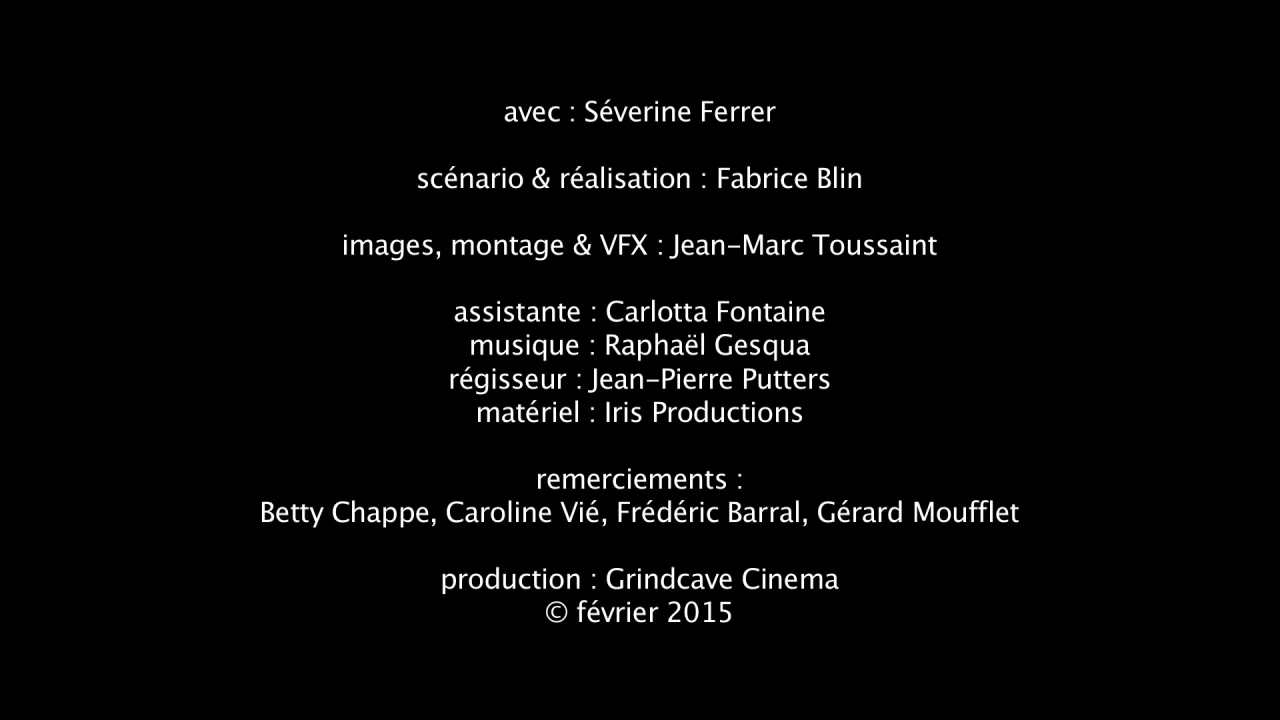 avec : Séverine Ferrer
scénario & réalisation : Fabrice Blin
images, montage & VFX : Jean-Marc Toussaint
assistante : Carlotta Fontaine
musique : Raphaël Gesqua
régisseur : Jean-Pierre Putters
matériel : Iris Productions
remerciements :
Betty Chappe, Caroline Vié, Frédéric Barral, Gérard Moufflet
production : Grindcave Cinema
© février 2015